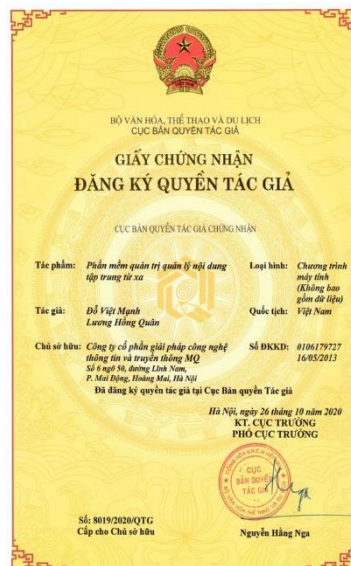 BỘ VĂN HÓA, THỂ THAO VÀ DU LỊCH
CỤC BẢN QUYỀN TÁC GIẢ
GIẤY CHỨNG NHẬN
ĐĂNG KÝ QUYỀN TÁC GIẢ
CỤC BẢN QUYỀN TÁC GIẢ CHỨNG NHẬN
Tác phẩm: Phần mềm quản trị quản lý nội dung tập trung từ xa
Loại hình: Chương trình máy tính (Không bao gồm dữ liệu)
Tác giả: Đỗ Việt Mạnh
Lương Hồng Quân
Quốc tịch: Việt Nam
Chủ sở hữu: Công ty cổ phần giải pháp công nghệ thông tin và truyền thông MQ
Số 6 ngõ 50, đường Lĩnh Nam,
P. Mai Động, Hoàng Mai, Hà Nội
Số ĐKKD: 0106179727
16/05/2013
Đã đăng ký quyền tác giả tại Cục Bản quyền Tác giả
Hà Nội, ngày 26 tháng 10 năm 2020
KT. CỤC TRƯỞNG
PHÓ CỤC TRƯỞNG
CỤC
BẢN QUYỀN
TÁC GIẢ
Số: 8019/2020/QTG
Cấp cho Chủ sở hữu
Nguyễn Hằng Nga